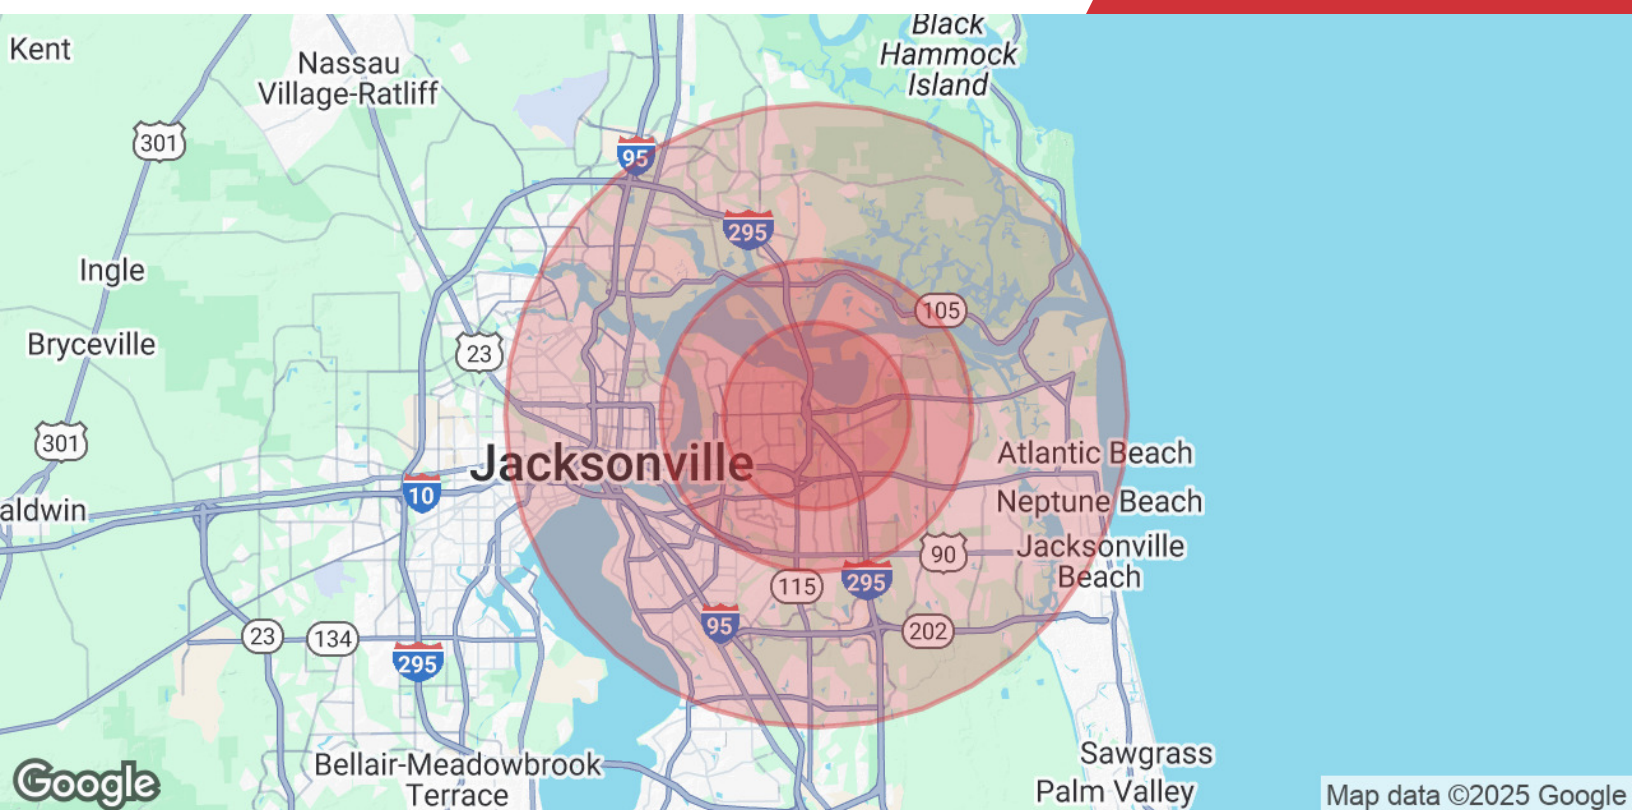 Black
Hammock
Island
Kent
Nassau
Village-Ratliff
301
95
295
Ingle
105
Bryceville
23
301
Jacksonville
Atlantic Beach
10
Neptune Beach
aldwin
90
Jacksonville
Beach
115
295
95
202
23
134
295
Sawgrass
Bellair-Meadowbrook
Terrace
Palm Valley
Google
Map data ©2025 Google